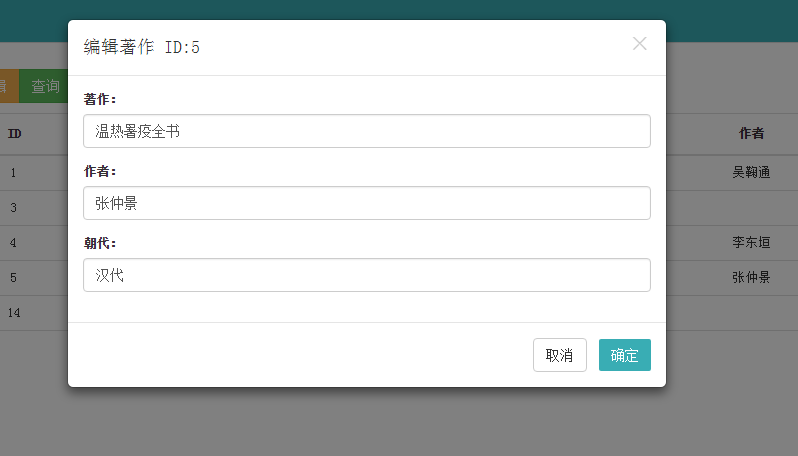 编辑著作 ID:5
查询
著作：
ID
作者
温热暑疫全书
1
吴鞠通
作者：
3
张仲景
4
李东垣
朝代：
5
张仲景
汉代
14
取消
确定